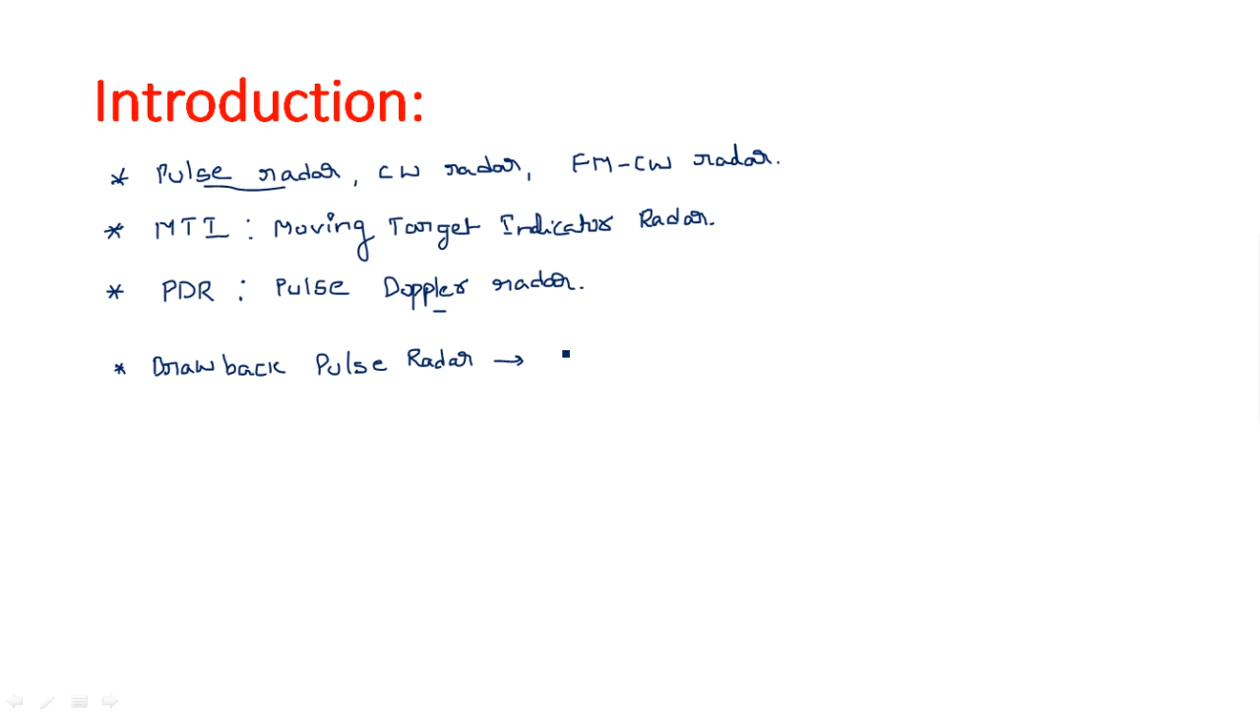 Introduction:
* Pulse radar, CW radar, FM-CW radar.
* MTI : Moving Target Indicator Radar.
* PDR : Pulse Doppler radar.
* Drawback Pulse Radar →